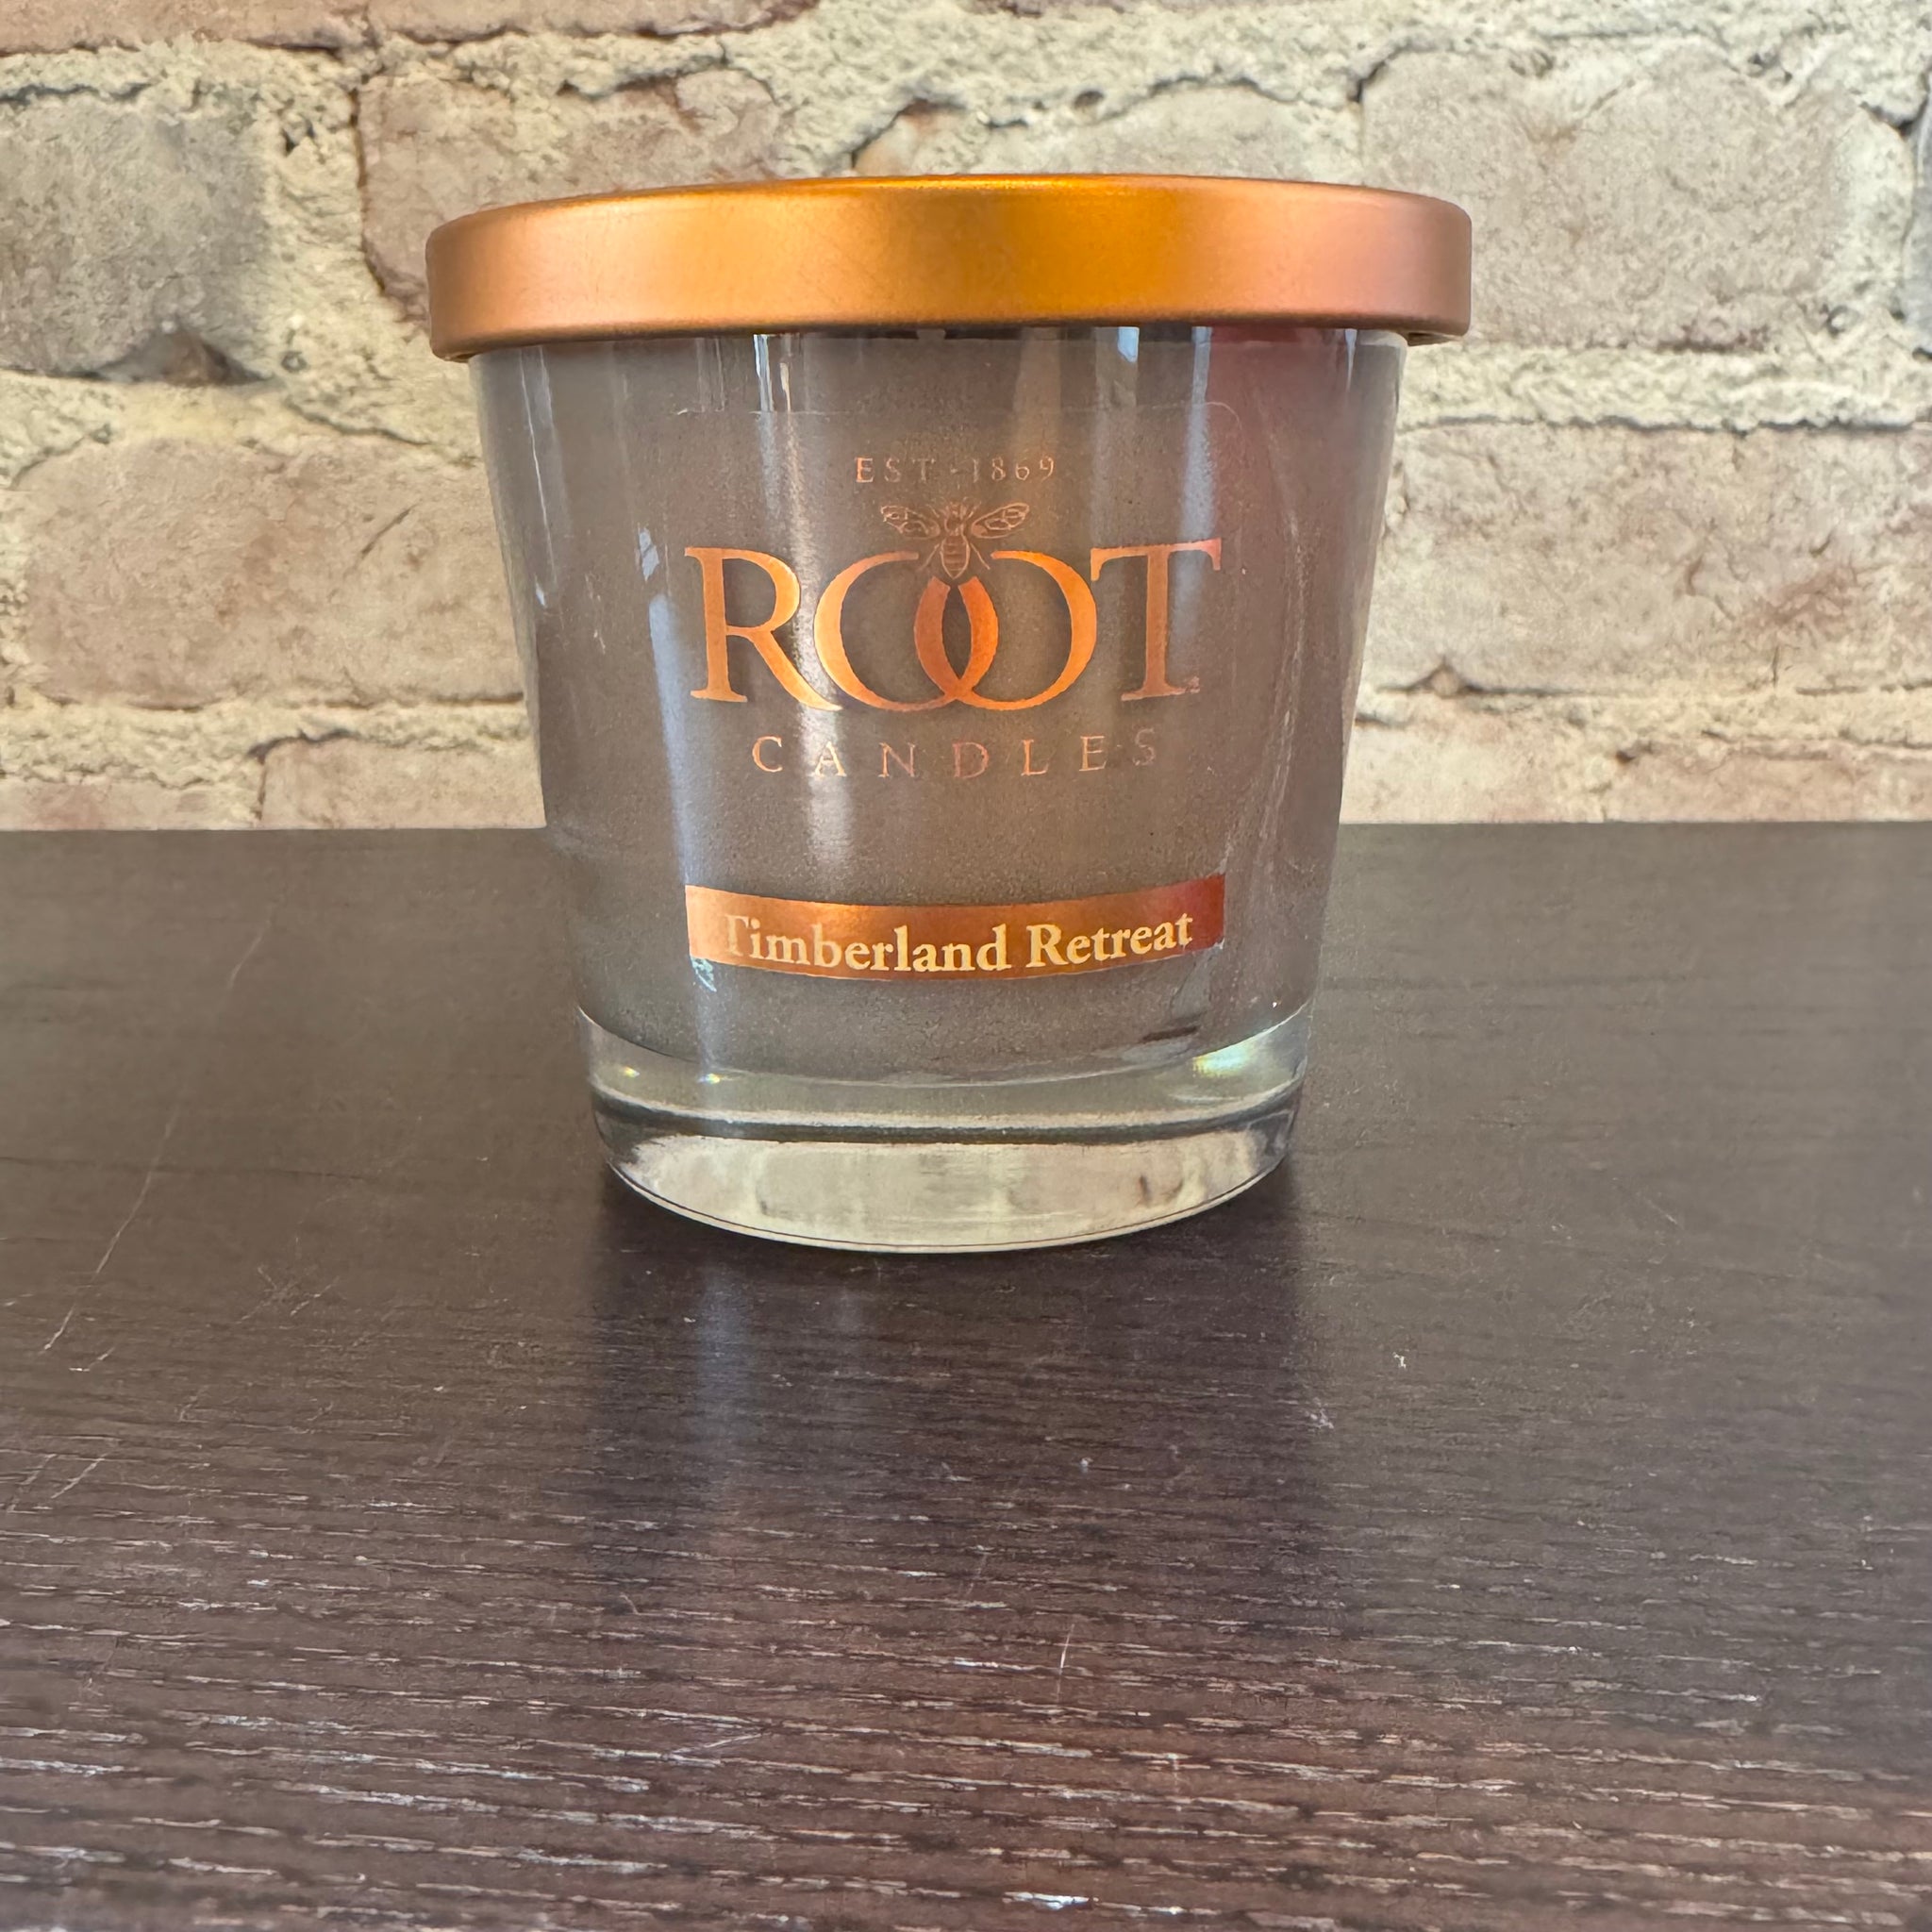 EST 1869
ROOT
CANDLES
Timberland Retreat